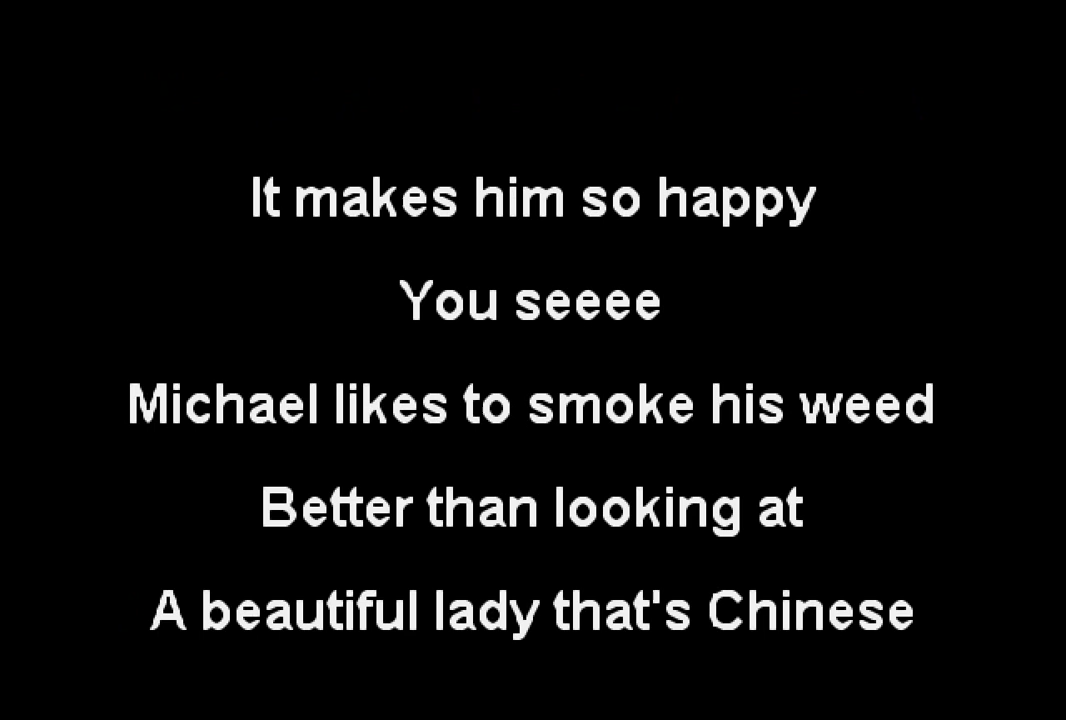 It makes him so happy
You seeee
Michael likes to smoke his weed
Better than looking at
A beautiful lady that's Chinese